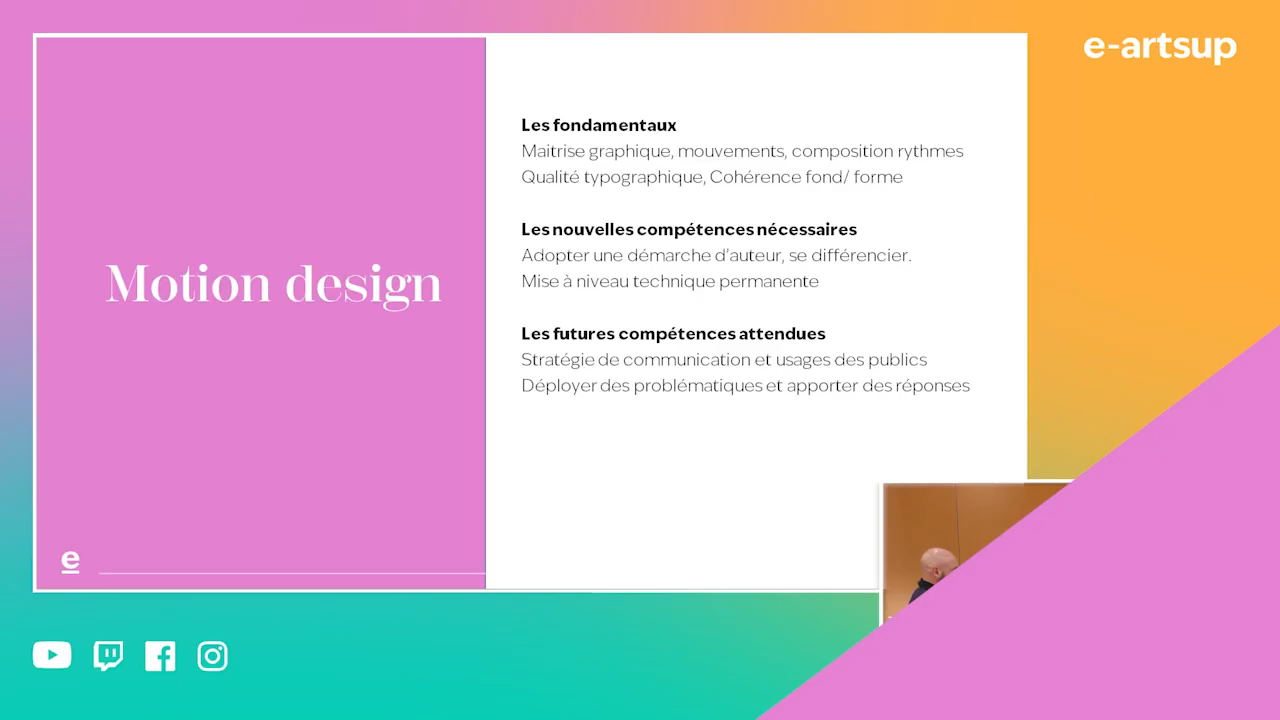 e-artsup
Motion design
Les fondamentaux
Maitrise graphique, mouvements, composition rythmes
Qualité typographique, Cohérence fond/ forme
Les nouvelles compétences nécessaires
Adopter une démarche d'auteur, se différencier.
Mise à niveau technique permanente
Les futures compétences attendues
Stratégie de communication et usages des publics
Déployer des problématiques et apporter des réponses
e